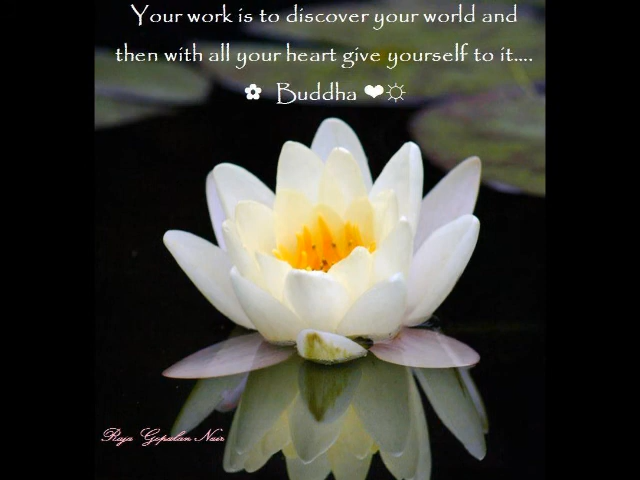 Your work is to discover your world and
then with all your heart give yourself to it....
✿ Buddha ❤☼
Raja Gopalan Nair